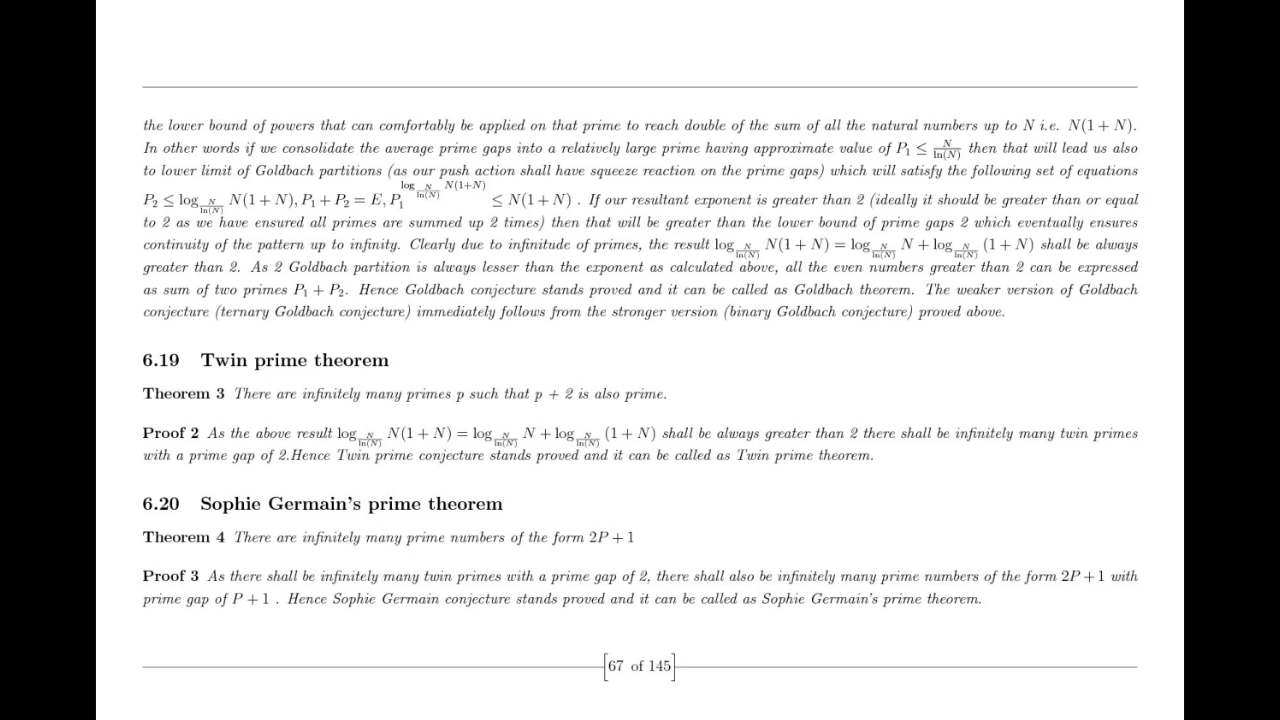 the lower bound of powers that can comfortably be applied on that prime to reach double of the sum of all the natural numbers up to N i.e. N(1 + N).
In other words if we consolidate the average prime gaps into a relatively large prime having approximate value of P₁ ≤ N/ln(N) then that will lead us also
to lower limit of Goldbach partitions (as our push action shall have squeeze reaction on the prime gaps) which will satisfy the following set of equations
P₂ ≤ log_{N/ln(N)} N(1 + N), P₁ + P₂ = E, P₁^{log_{N/ln(N)} N(1+N)} ≤ N(1 + N) . If our resultant exponent is greater than 2 (ideally it should be greater than or equal
to 2 as we have ensured all primes are summed up 2 times) then that will be greater than the lower bound of prime gaps 2 which eventually ensures
continuity of the pattern up to infinity. Clearly due to infinitude of primes, the result log_{N/ln(N)} N(1 + N) = log_{N/ln(N)} N + log_{N/ln(N)} (1 + N) shall be always
greater than 2. As 2 Goldbach partition is always lesser than the exponent as calculated above, all the even numbers greater than 2 can be expressed
as sum of two primes P₁ + P₂. Hence Goldbach conjecture stands proved and it can be called as Goldbach theorem. The weaker version of Goldbach
conjecture (ternary Goldbach conjecture) immediately follows from the stronger version (binary Goldbach conjecture) proved above.
6.19 Twin prime theorem
Theorem 3 There are infinitely many primes p such that p + 2 is also prime.
Proof 2 As the above result log_{N/ln(N)} N(1 + N) = log_{N/ln(N)} N + log_{N/ln(N)} (1 + N) shall be always greater than 2 there shall be infinitely many twin primes
with a prime gap of 2.Hence Twin prime conjecture stands proved and it can be called as Twin prime theorem.
6.20 Sophie Germain's prime theorem
Theorem 4 There are infinitely many prime numbers of the form 2P + 1
Proof 3 As there shall be infinitely many twin primes with a prime gap of 2, there shall also be infinitely many prime numbers of the form 2P + 1 with
prime gap of P + 1 . Hence Sophie Germain conjecture stands proved and it can be called as Sophie Germain's prime theorem.
[67 of 145]